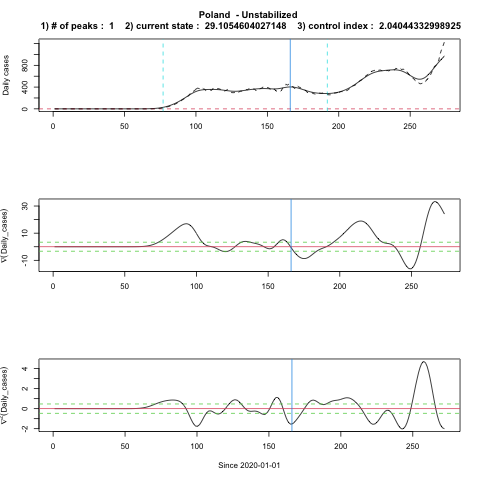 Poland - Unstabilized
1) # of peaks : 1 2) current state : 29.1054604027148 3) control index : 2.04044332998925
Daily cases
0 400 800
0 50 100 150 200 250
∇(Daily_cases)
-10 10 30
0 50 100 150 200 250
∇²(Daily_cases)
-2 0 2 4
0 50 100 150 200 250
Since 2020-01-01